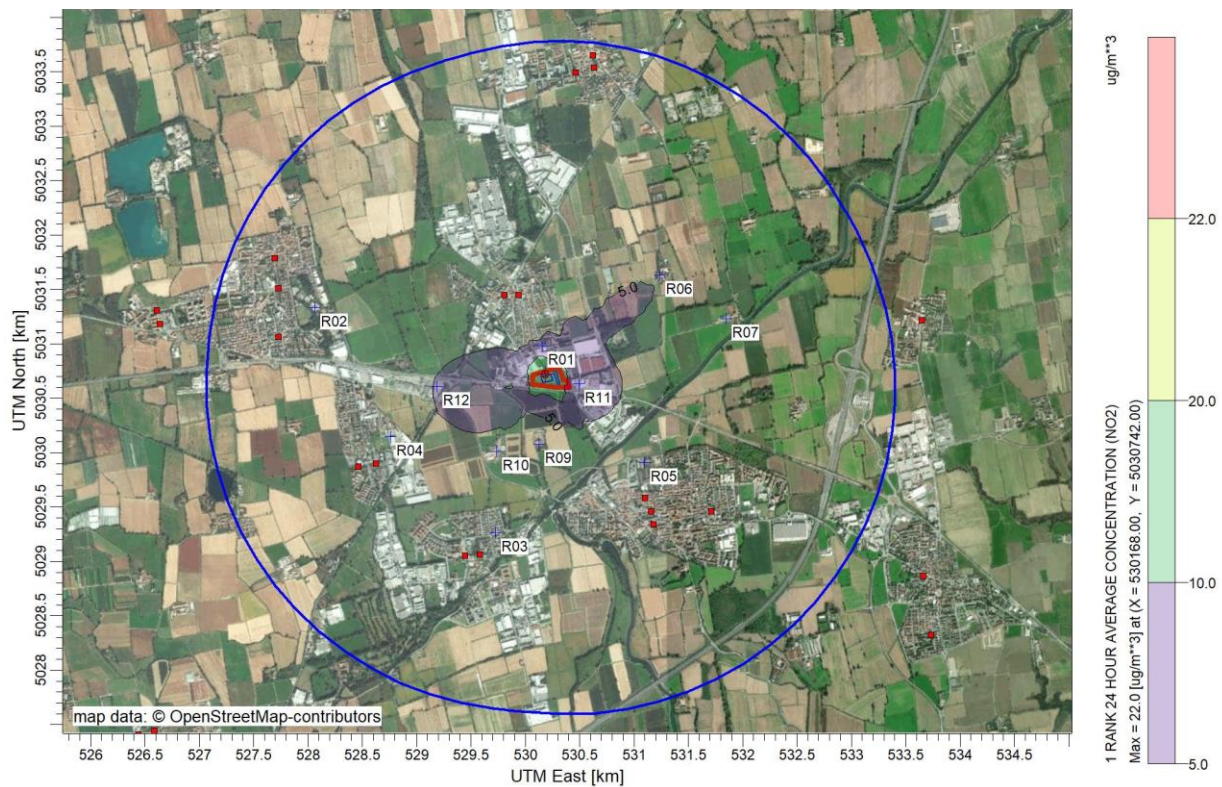 ug/m**3
5033.5
5033
5032.5
5032
5031.5
5031
5030.5
5030
5029.5
5029
5028.5
5028
UTM North [km]
5.0
R06
R02
R07
R01
R12
R11
5.0
R04
R09
R10
R05
R03
map data: © OpenStreetMap-contributors
526
526.5
527
527.5
528
528.5
529
529.5
530
530.5
531
531.5
532
532.5
533
533.5
534
534.5
UTM East [km]
22.0
20.0
10.0
5.0
1 RANK 24 HOUR AVERAGE CONCENTRATION (NO2)
Max = 22.0 [ug/m**3] at (X = 530168.00, Y = 5030742.00)